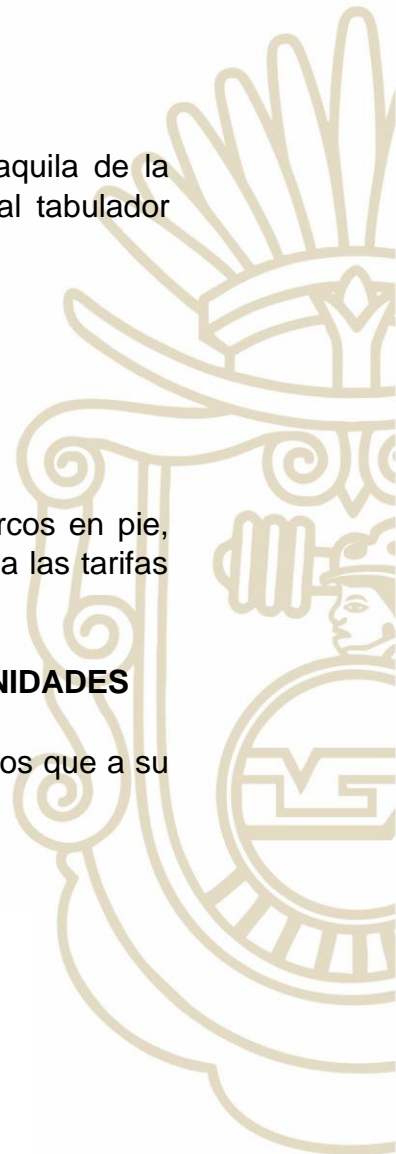 aquila de la
al tabulador
rcos en pie,
a las tarifas
NIDADES
os que a su